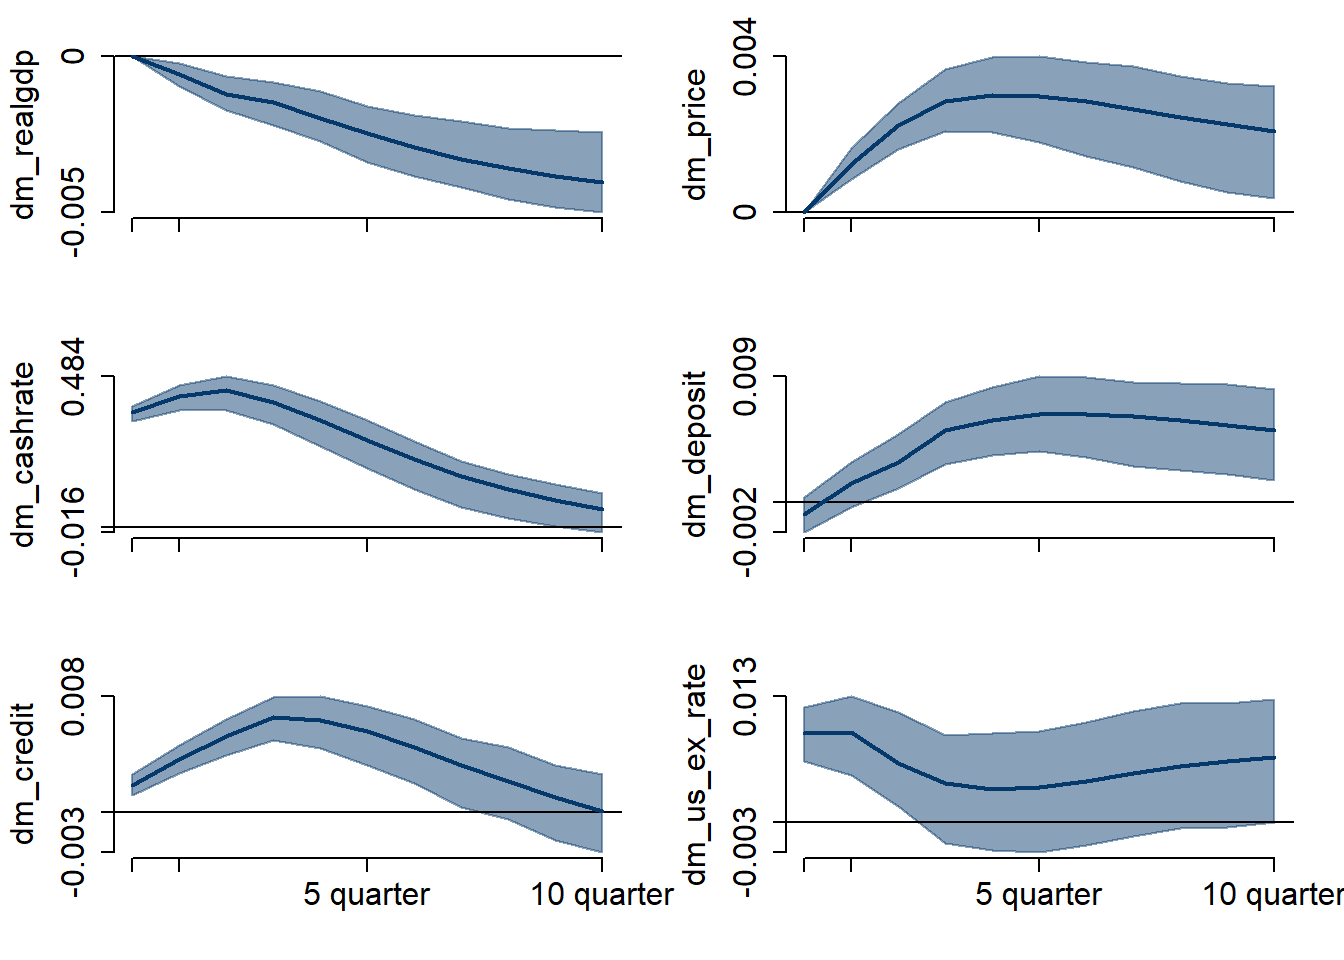 dm_realgdp
0
-0.005
dm_price
0.004
0
dm_cashrate
0.484
-0.016
dm_deposit
0.009
-0.002
dm_credit
0.008
-0.003
5 quarter
10 quarter
dm_us_ex_rate
0.013
-0.003
5 quarter
10 quarter